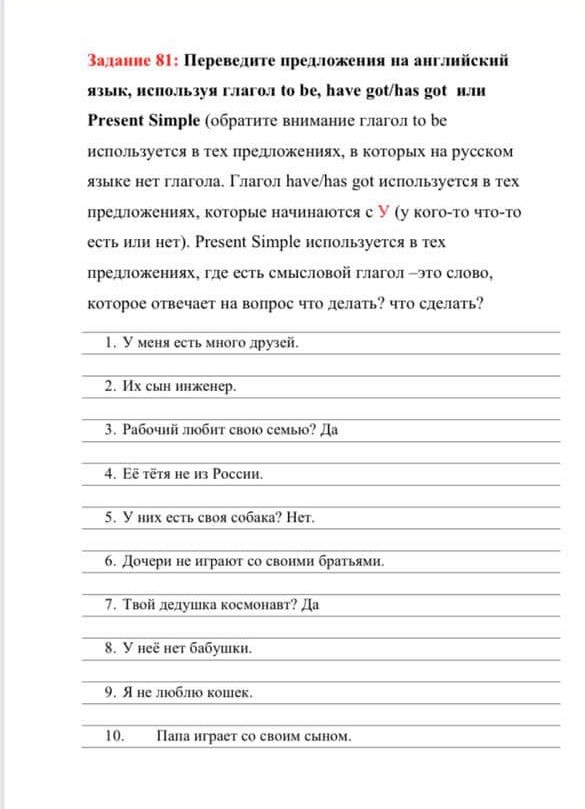 Задание 81: Переведите предложения на английский
язык, используя глагол to be, have got/has got или
Present Simple (обратите внимание глагол to be
используется в тех предложениях, в которых на русском
языке нет глагола. Глагол have/has got используется в тех
предложениях, которые начинаются с У (у кого-то что-то
есть или нет). Present Simple используется в тех
предложениях, где есть смысловой глагол –это слово,
которое отвечает на вопрос что делать? что сделать?
1. У меня есть много друзей.
2. Их сын инженер.
3. Рабочий любит свою семью? Да
4. Её тётя не из России.
5. У них есть своя собака? Нет.
6. Дочери не играют со своими братьями.
7. Твой дедушка космонавт? Да
8. У неё нет бабушки.
9. Я не люблю кошек.
10. Папа играет со своим сыном.